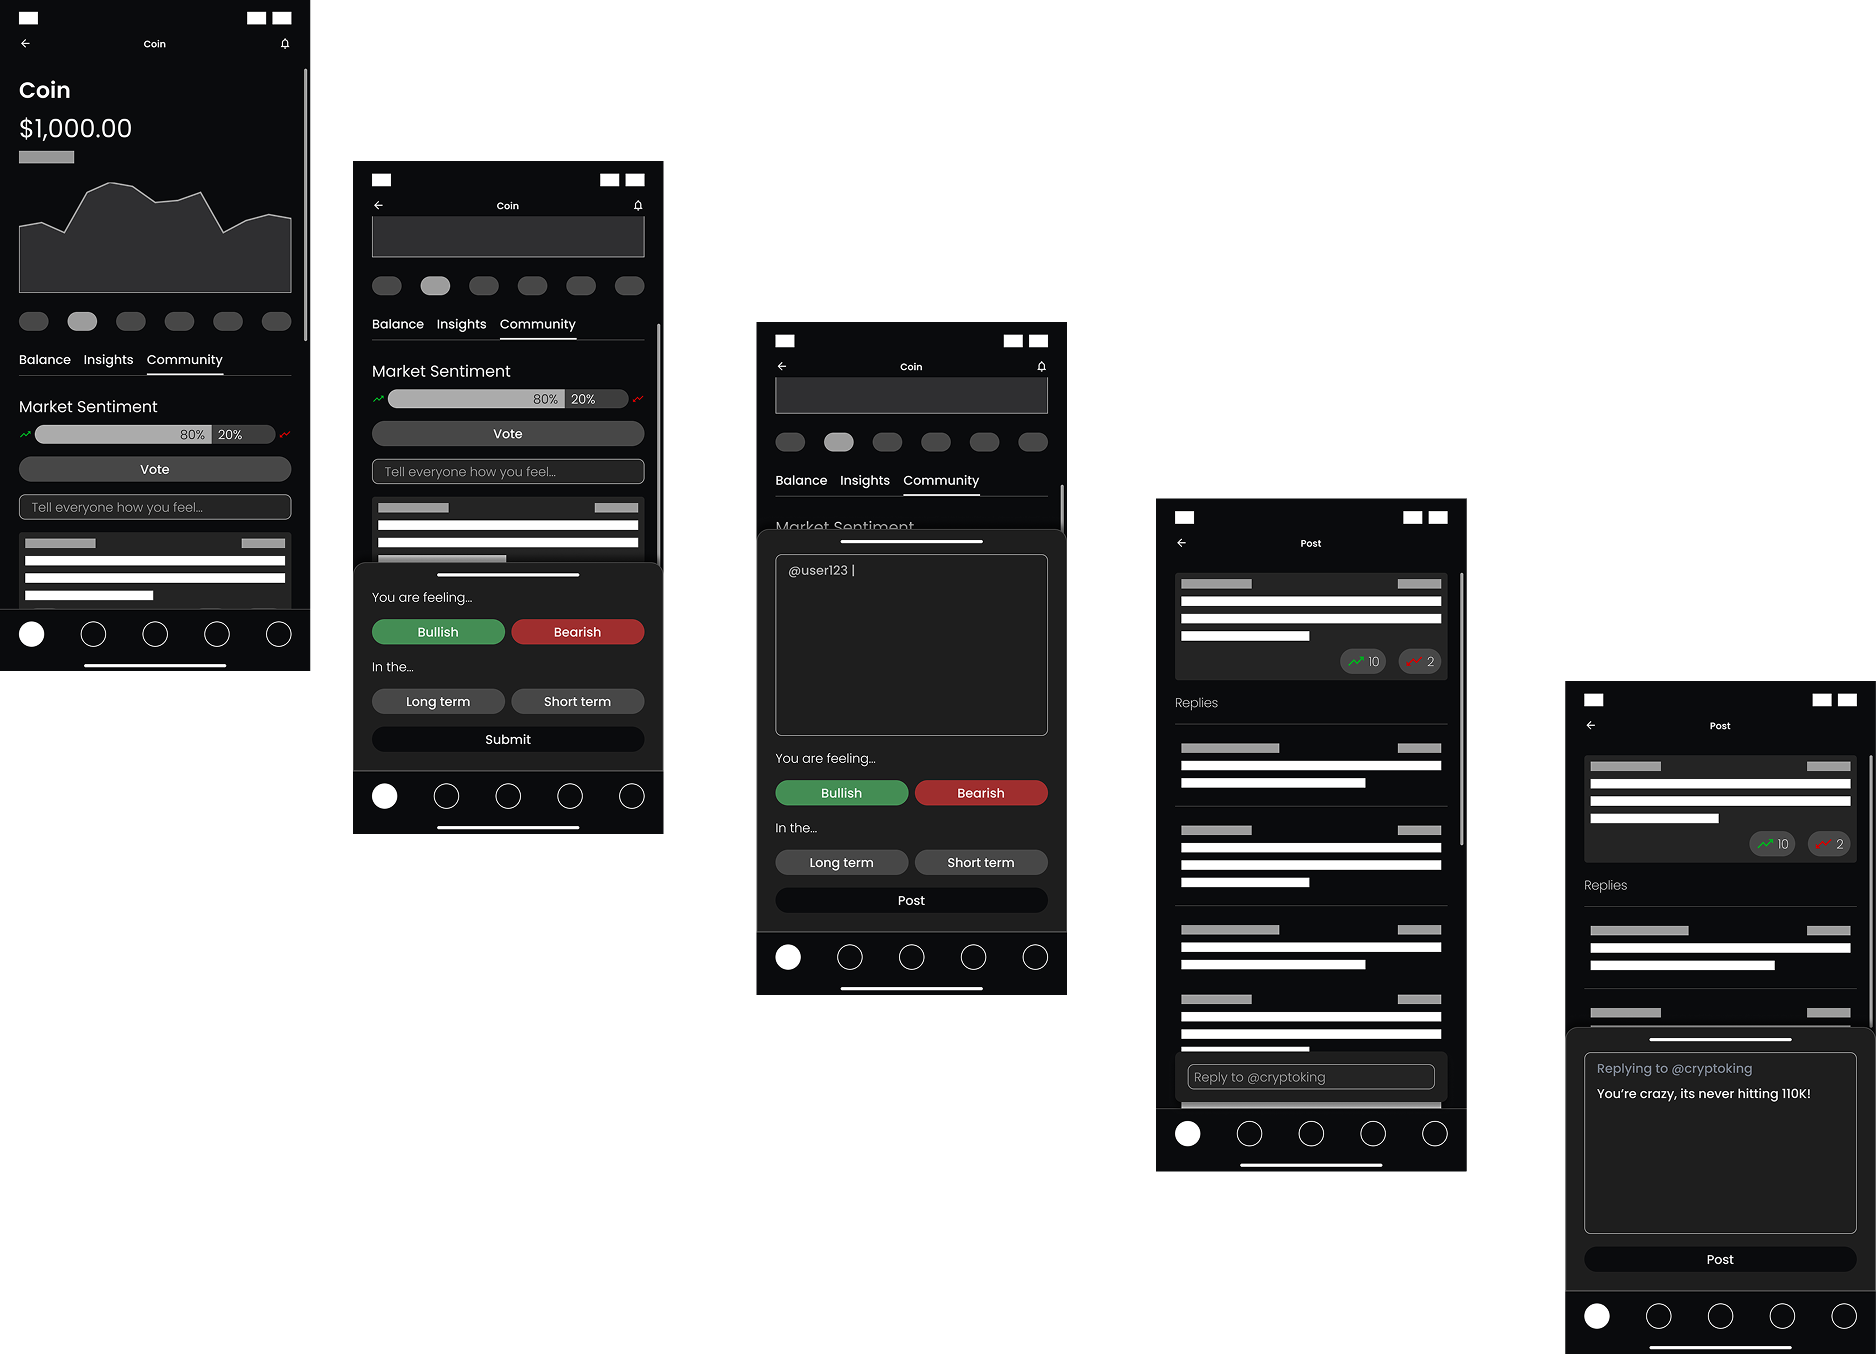 Coin
Coin
$1,000.00
Balance Insights Community
Market Sentiment
80% 20%
Vote
Tell everyone how you feel...
Coin
Balance Insights Community
Market Sentiment
80% 20%
Vote
Tell everyone how you feel...
You are feeling...
Bullish Bearish
In the...
Long term Short term
Submit
Coin
Balance Insights Community
Market Sentiment
@user123 |
You are feeling...
Bullish Bearish
In the...
Long term Short term
Post
Post
10 2
Replies
Reply to @cryptoking
Post
10 2
Replies
Replying to @cryptoking
You're crazy, its never hitting 110K!
Post